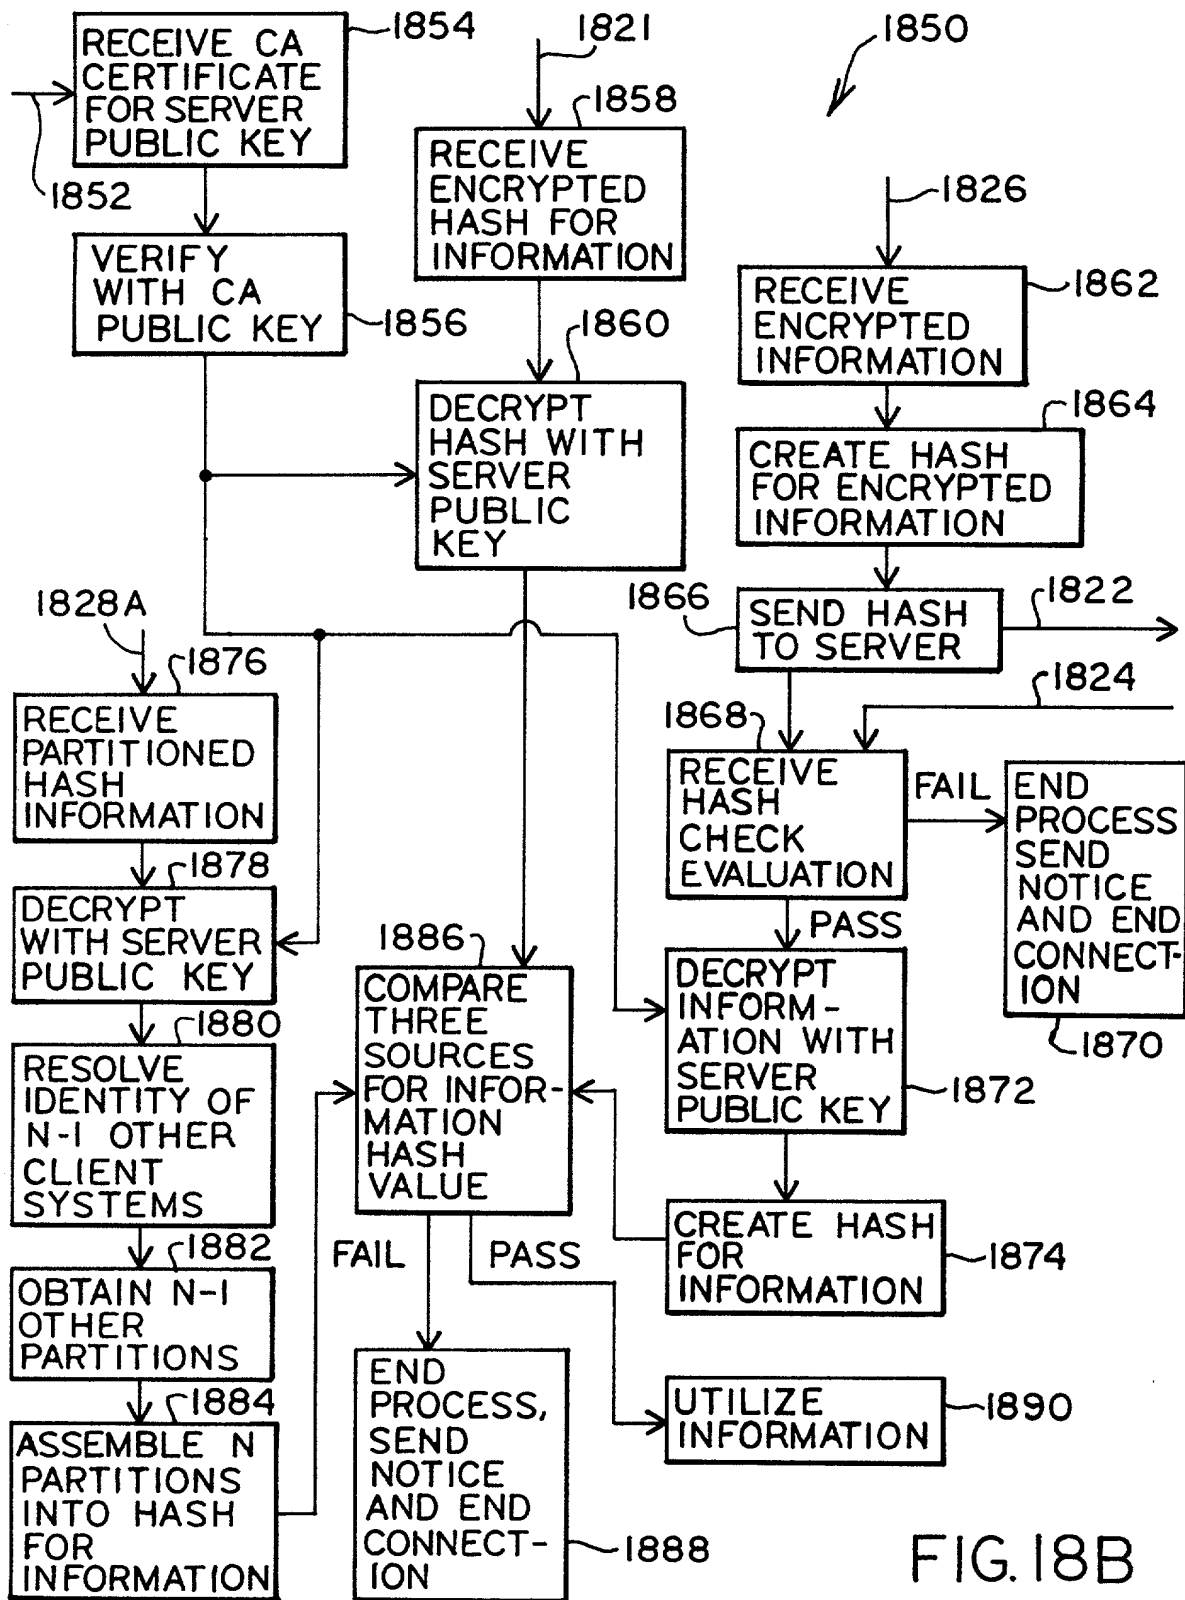 1854
RECEIVE CA
CERTIFICATE
FOR SERVER
PUBLIC KEY
1852
VERIFY
WITH CA
PUBLIC KEY
1856
1821
1858
RECEIVE
ENCRYPTED
HASH FOR
INFORMATION
1860
DECRYPT
HASH WITH
SERVER
PUBLIC
KEY
1850
1826
1862
RECEIVE
ENCRYPTED
INFORMATION
1864
CREATE HASH
FOR ENCRYPTED
INFORMATION
1866
SEND HASH
TO SERVER
1822
1824
1868
RECEIVE
HASH
CHECK
EVALUATION
FAIL
END
PROCESS
SEND
NOTICE
AND END
CONNECT-
ION
1870
PASS
DECRYPT
INFORM-
ATION WITH
SERVER
PUBLIC KEY
1872
CREATE HASH
FOR
INFORMATION
1874
1828A
1876
RECEIVE
PARTITIONED
HASH
INFORMATION
1878
DECRYPT
WITH SERVER
PUBLIC KEY
1880
RESOLVE
IDENTITY OF
N-1 OTHER
CLIENT
SYSTEMS
1882
OBTAIN N-1
OTHER
PARTITIONS
1884
ASSEMBLE N
PARTITIONS
INTO HASH
FOR
INFORMATION
1886
COMPARE
THREE
SOURCES
FOR INFOR-
MATION
HASH
VALUE
FAIL
PASS
END
PROCESS,
SEND
NOTICE
AND END
CONNECT-
ION
1888
UTILIZE
INFORMATION
1890
FIG. 18B